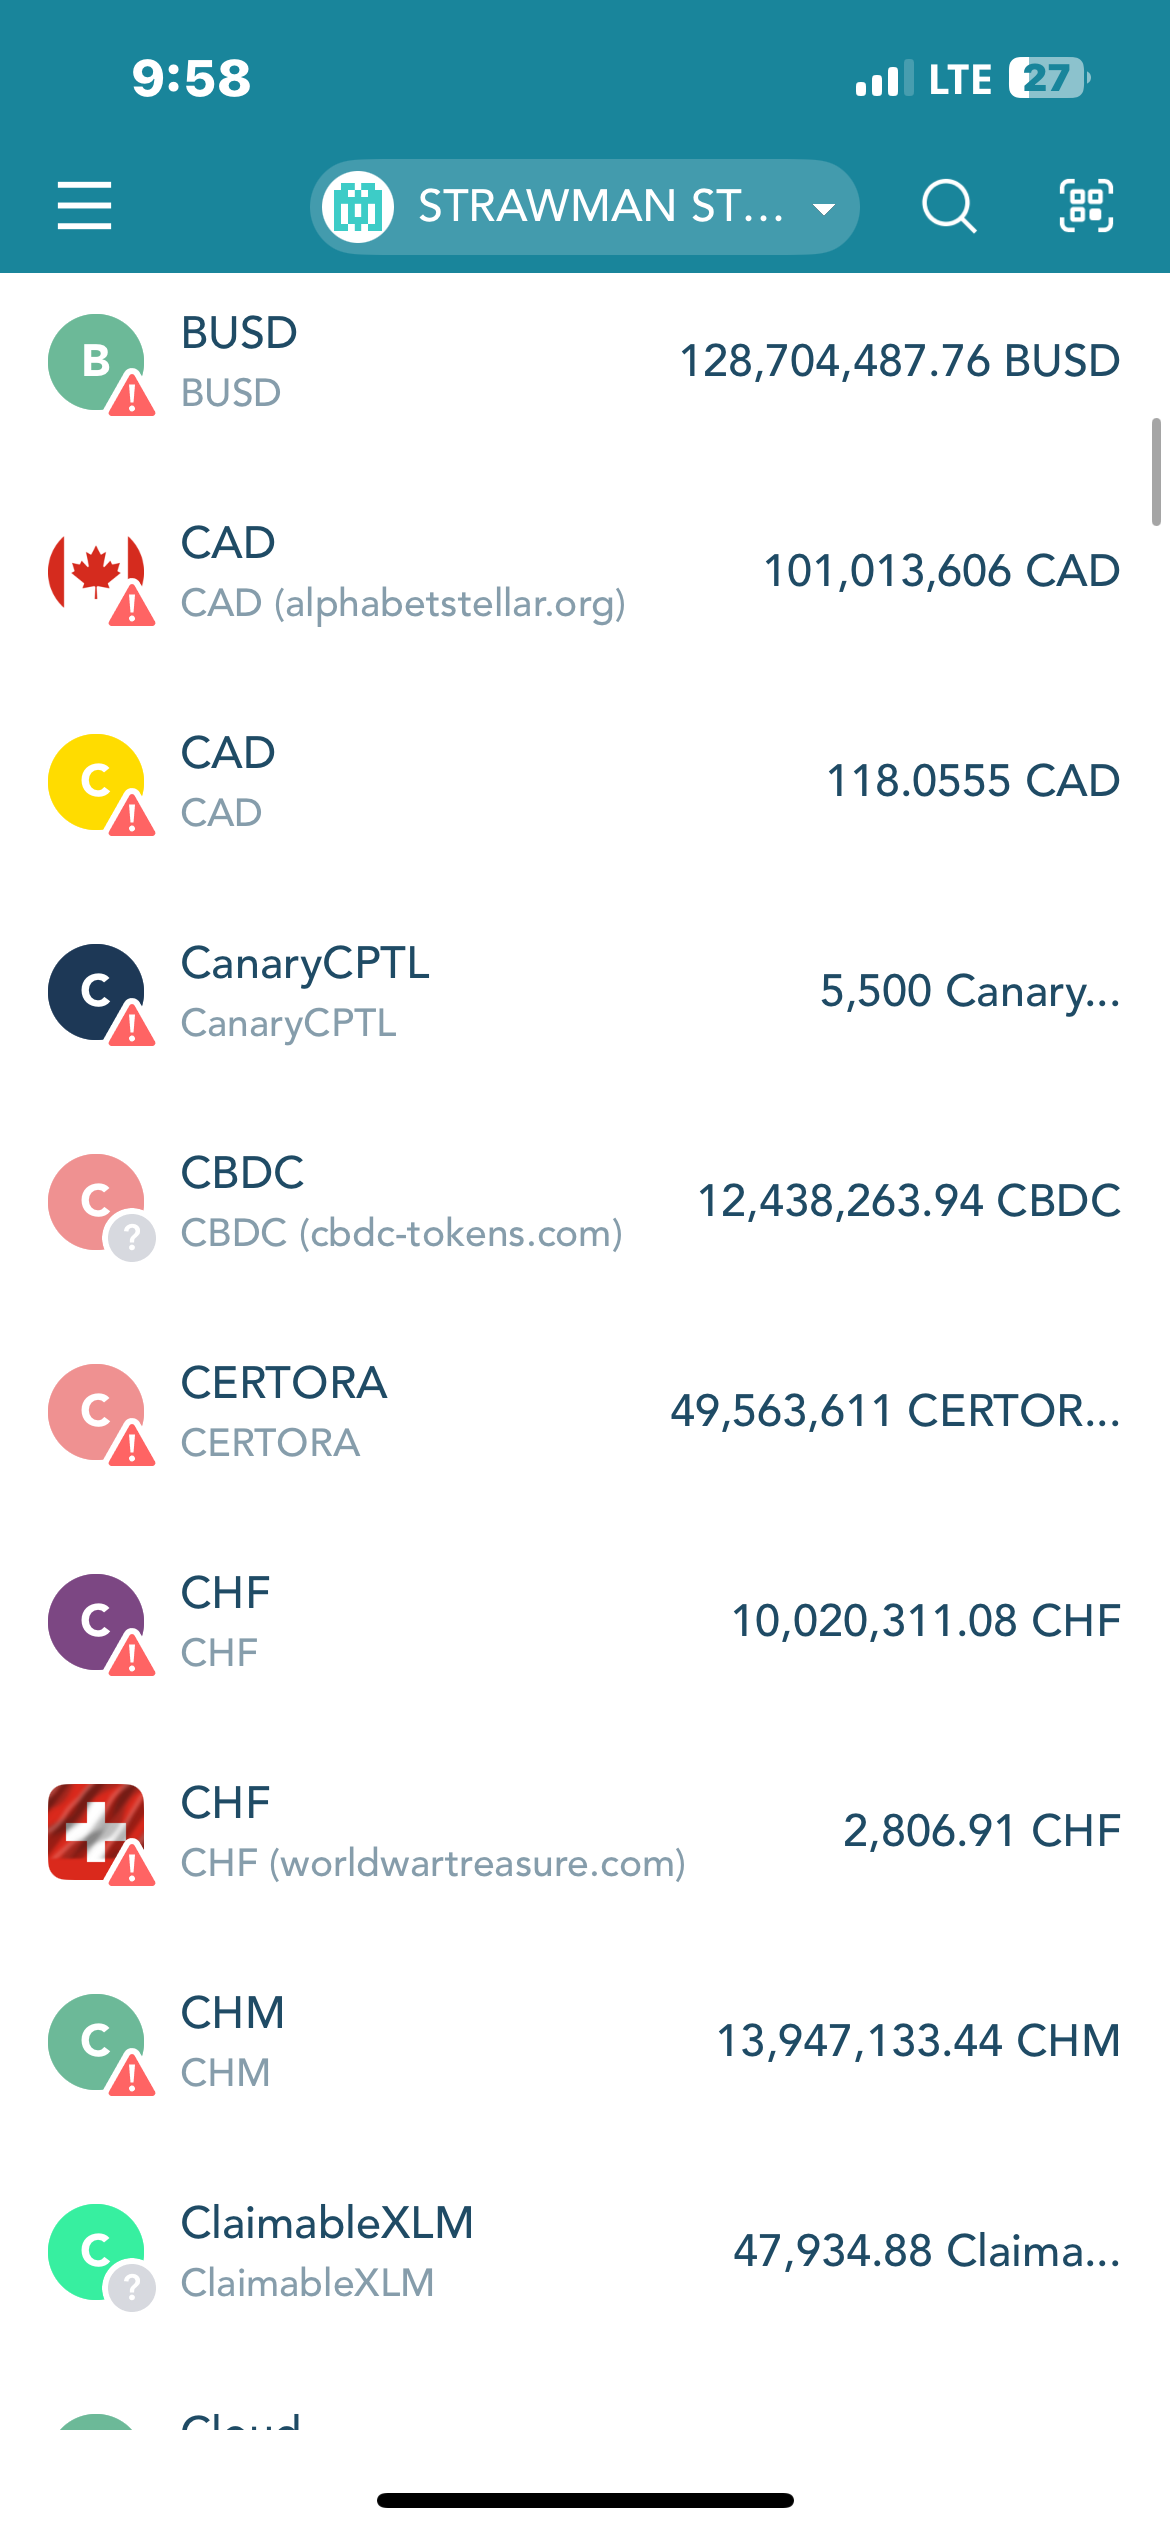 9:58
LTE 27
STRAWMAN ST...
B
BUSD
128,704,487.76 BUSD
BUSD
CAD
101,013,606 CAD
CAD (alphabetstellar.org)
C
CAD
118.0555 CAD
CAD
C
CanaryCPTL
5,500 Canary...
CanaryCPTL
C
?
CBDC
12,438,263.94 CBDC
CBDC (cbdc-tokens.com)
C
CERTORA
49,563,611 CERTOR...
CERTORA
C
CHF
10,020,311.08 CHF
CHF
CHF
2,806.91 CHF
CHF (worldwartreasure.com)
C
CHM
13,947,133.44 CHM
CHM
C
?
ClaimableXLM
47,934.88 Claima...
ClaimableXLM
Cloud